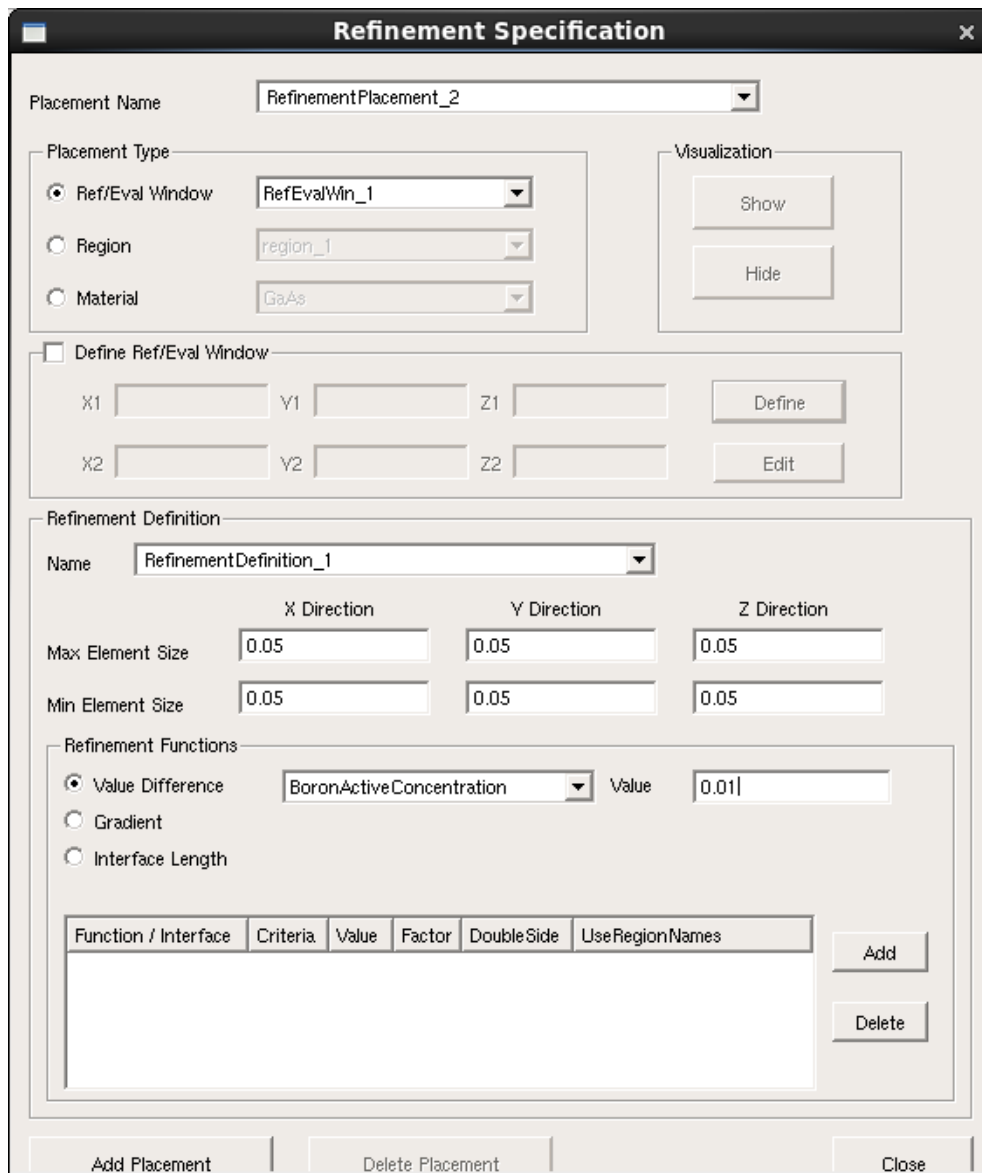 Refinement Specification
Placement Name RefinementPlacement_2
Placement Type
Ref/Eval Window RefEvalWin_1
Region region_1
Material GaAs
Visualization
Show
Hide
Define Ref/Eval Window
X1 Y1 Z1 Define
X2 Y2 Z2 Edit
Refinement Definition
Name RefinementDefinition_1
X Direction Y Direction Z Direction
Max Element Size 0.05 0.05 0.05
Min Element Size 0.05 0.05 0.05
Refinement Functions
Value Difference BoronActiveConcentration Value 0.01
Gradient
Interface Length
Function / Interface Criteria Value Factor DoubleSide UseRegionNames
Add
Delete
Add Placement Delete Placement Close